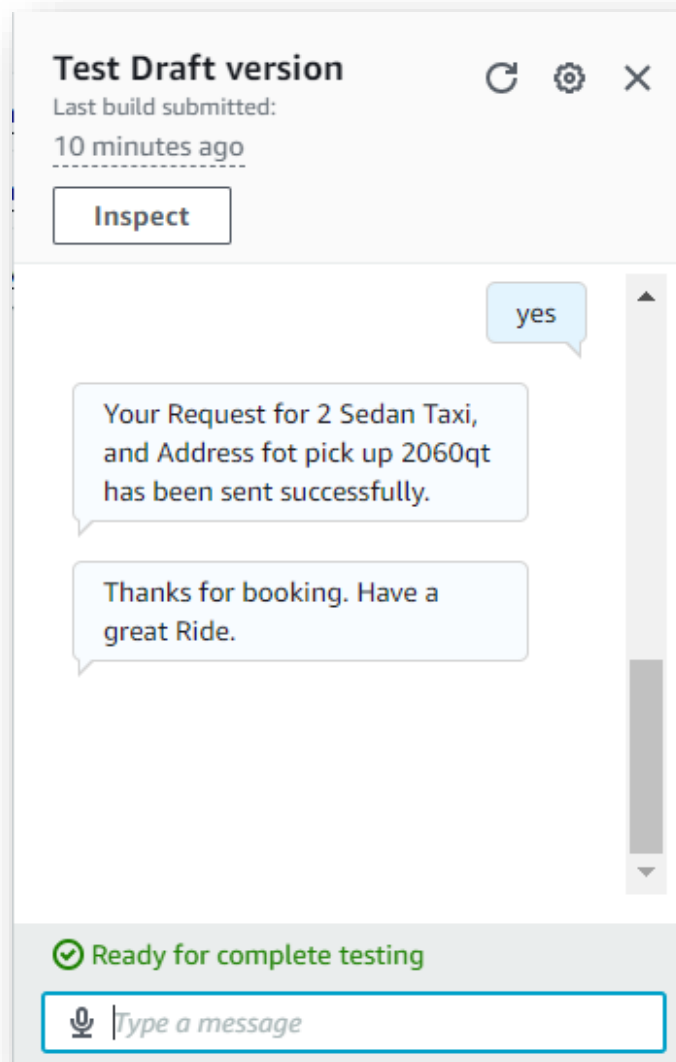 Test Draft version
Last build submitted:
10 minutes ago
Inspect
yes
Your Request for 2 Sedan Taxi,
and Address fot pick up 2060qt
has been sent successfully.
Thanks for booking. Have a
great Ride.
Ready for complete testing
Type a message